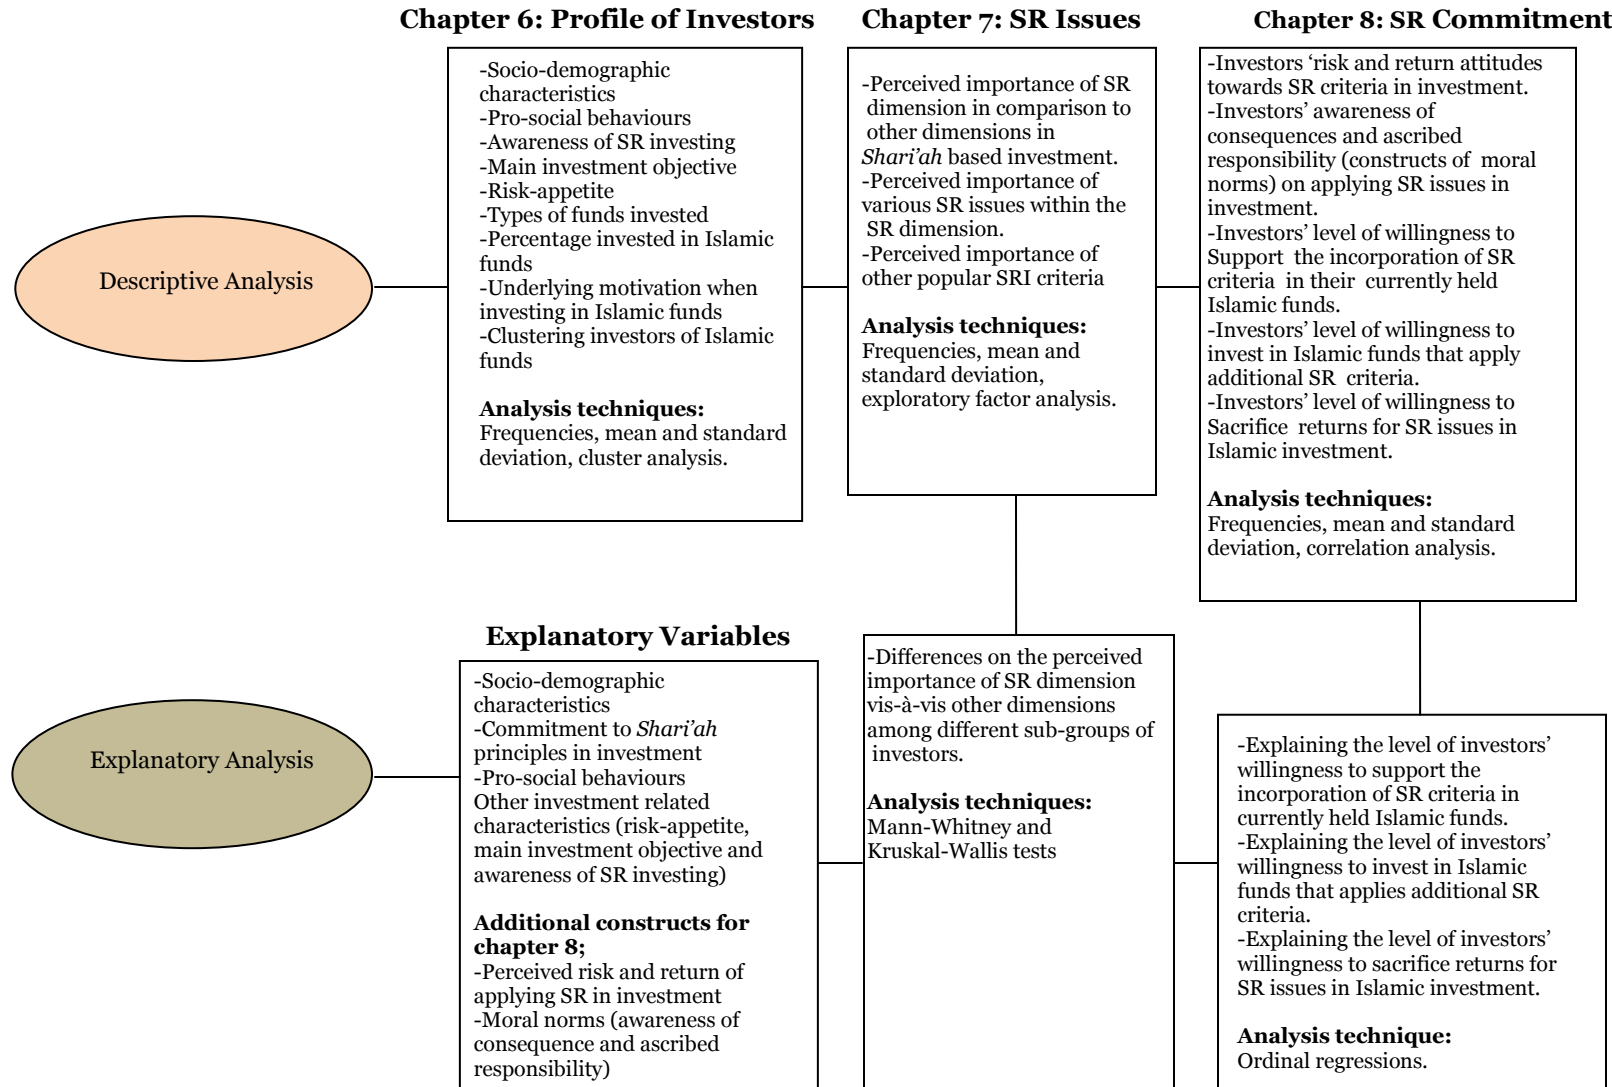 Chapter 6: Profile of Investors
Chapter 7: SR Issues
Chapter 8: SR Commitment
Descriptive Analysis
-Socio-demographic
characteristics
-Pro-social behaviours
-Awareness of SR investing
-Main investment objective
-Risk-appetite
-Types of funds invested
-Percentage invested in Islamic
funds
-Underlying motivation when
investing in Islamic funds
-Clustering investors of Islamic
funds
Analysis techniques:
Frequencies, mean and standard
deviation, cluster analysis.
-Perceived importance of SR
dimension in comparison to
other dimensions in
Shari’ah based investment.
-Perceived importance of
various SR issues within the
SR dimension.
-Perceived importance of
other popular SRI criteria
Analysis techniques:
Frequencies, mean and
standard deviation,
exploratory factor analysis.
-Investors ‘risk and return attitudes
towards SR criteria in investment.
-Investors’ awareness of
consequences and ascribed
responsibility (constructs of moral
norms) on applying SR issues in
investment.
-Investors’ level of willingness to
Support the incorporation of SR
criteria in their currently held
Islamic funds.
-Investors’ level of willingness to
invest in Islamic funds that apply
additional SR criteria.
-Investors’ level of willingness to
Sacrifice returns for SR issues in
Islamic investment.
Analysis techniques:
Frequencies, mean and standard
deviation, correlation analysis.
Explanatory Analysis
Explanatory Variables
-Socio-demographic
characteristics
-Commitment to Shari’ah
principles in investment
-Pro-social behaviours
Other investment related
characteristics (risk-appetite,
main investment objective and
awareness of SR investing)
Additional constructs for
chapter 8;
-Perceived risk and return of
applying SR in investment
-Moral norms (awareness of
consequence and ascribed
responsibility)
-Differences on the perceived
importance of SR dimension
vis-à-vis other dimensions
among different sub-groups of
investors.
Analysis techniques:
Mann-Whitney and
Kruskal-Wallis tests
-Explaining the level of investors’
willingness to support the
incorporation of SR criteria in
currently held Islamic funds.
-Explaining the level of investors’
willingness to invest in Islamic
funds that applies additional SR
criteria.
-Explaining the level of investors’
willingness to sacrifice returns for
SR issues in Islamic investment.
Analysis technique:
Ordinal regressions.